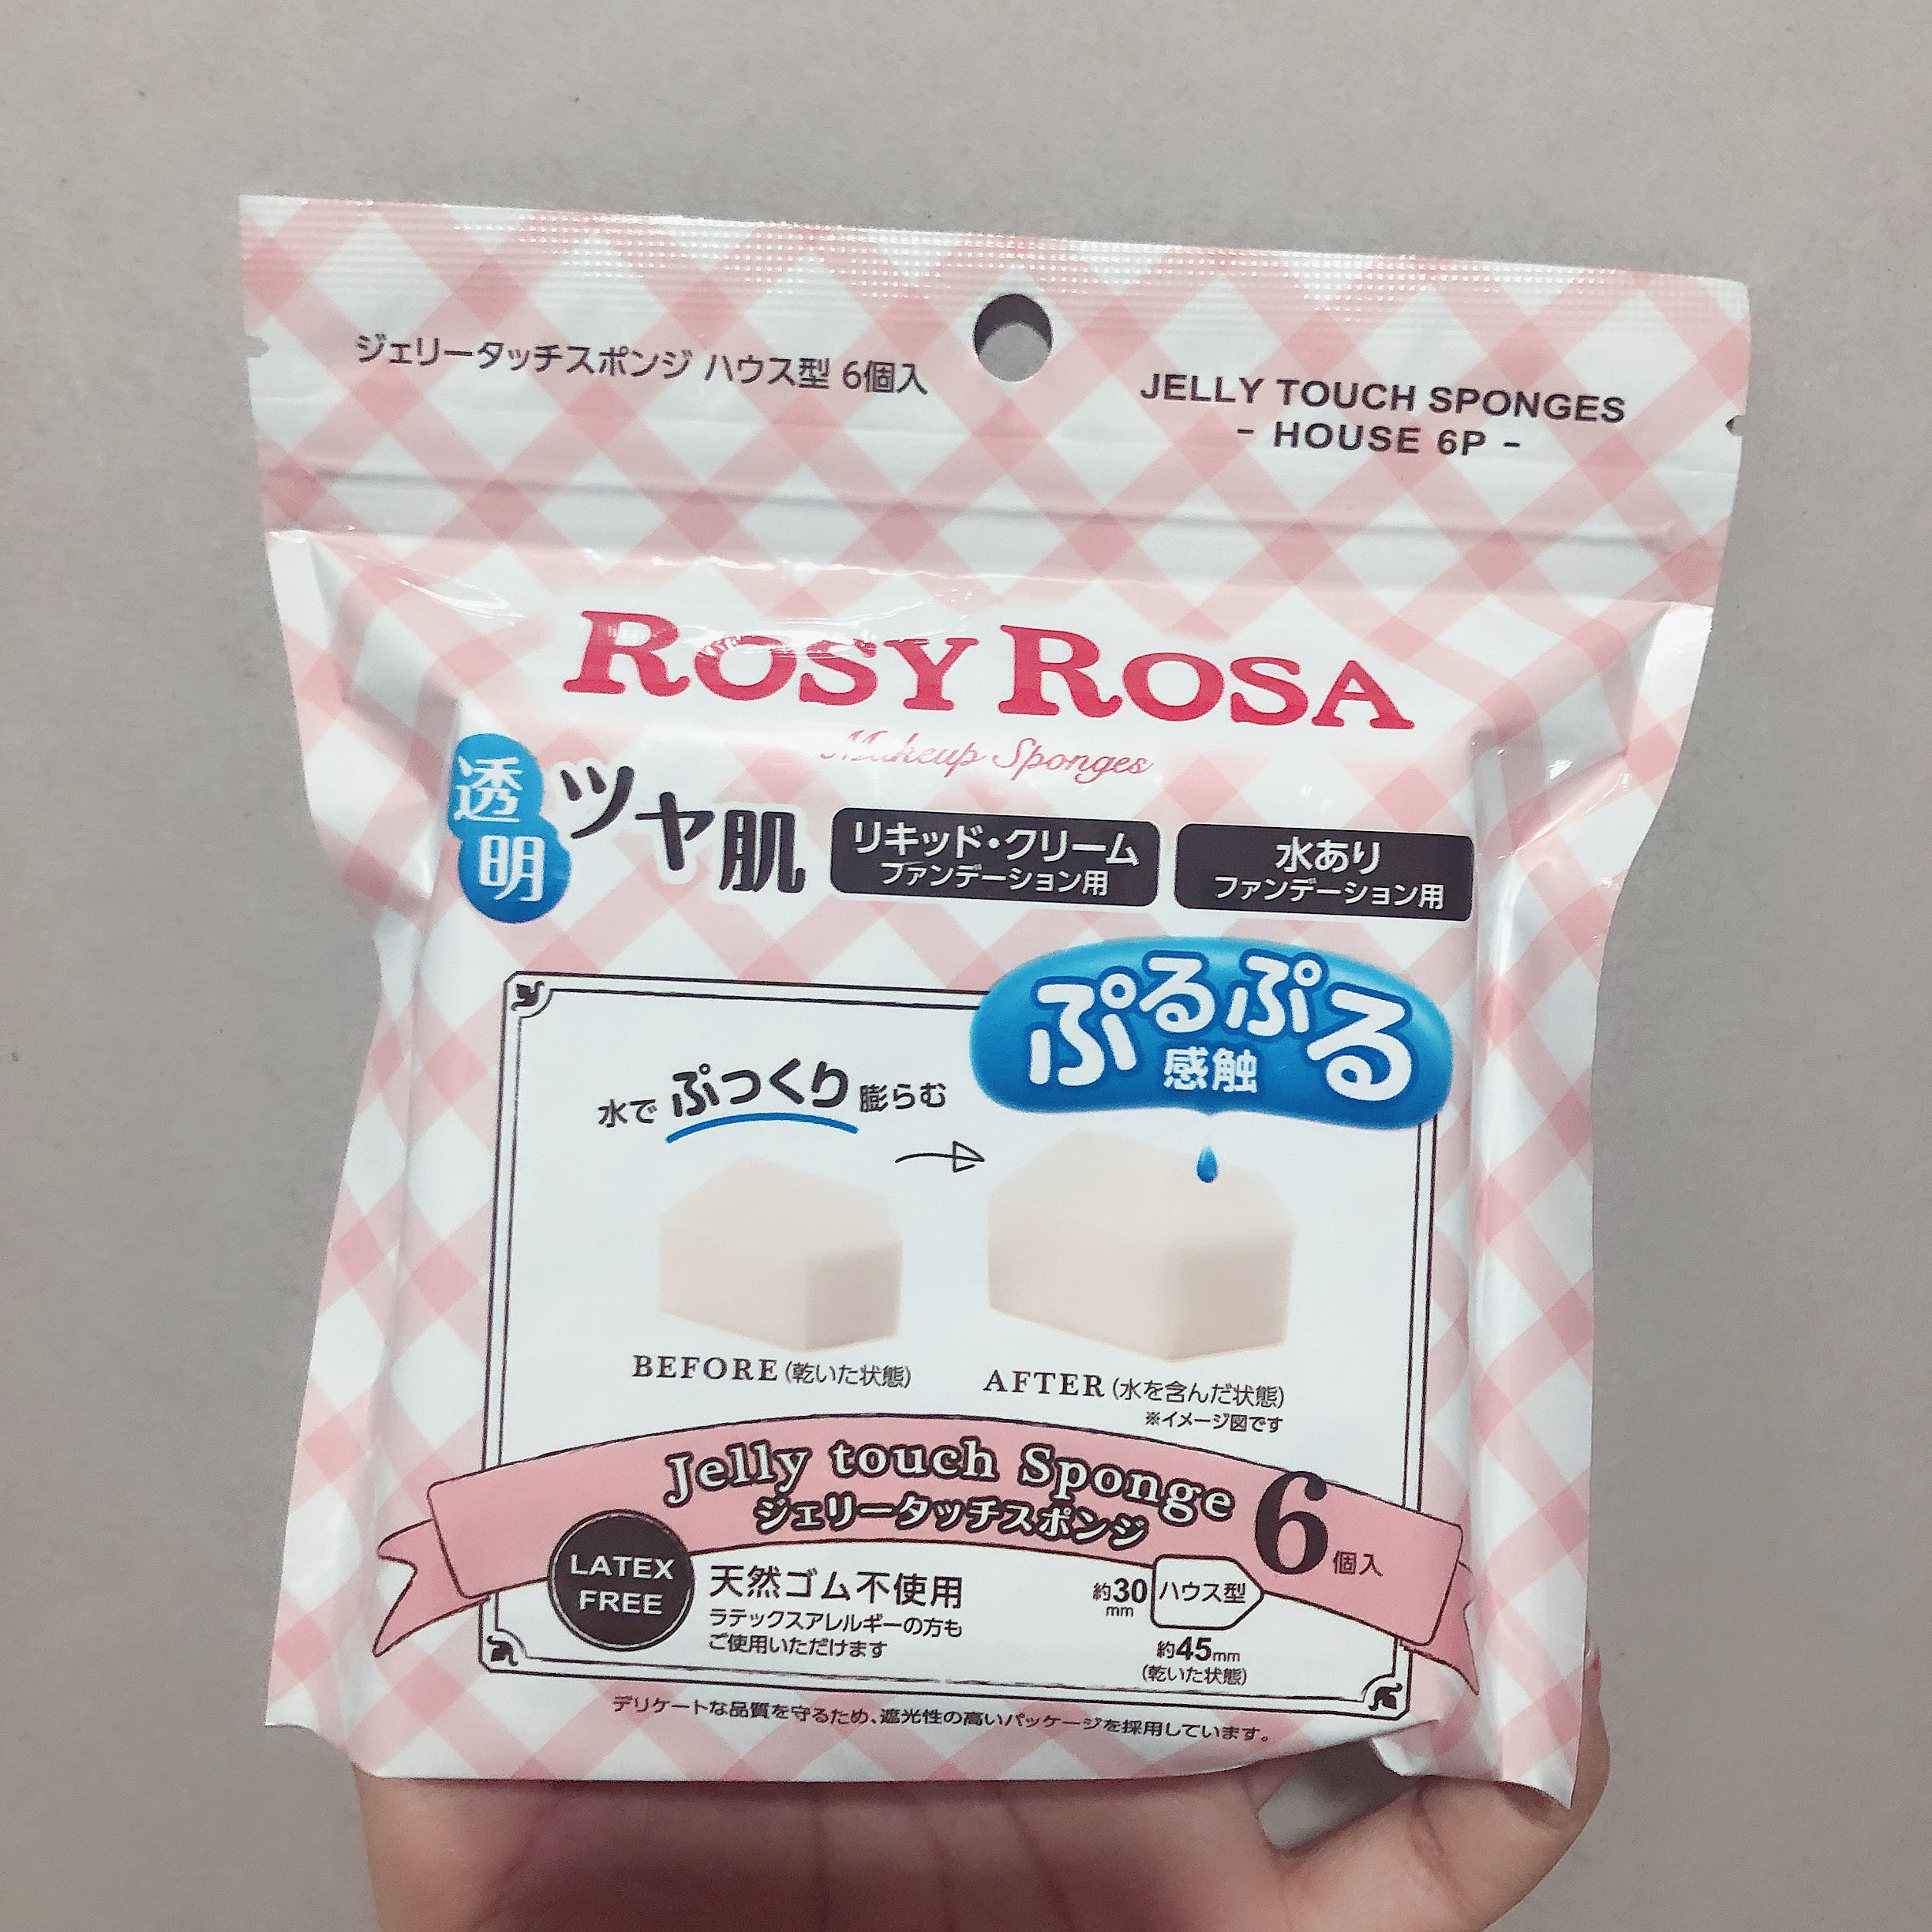 ジェリータッチスポンジ ハウス型 6個入
JELLY TOUCH SPONGES
- HOUSE 6P -
ROSY ROSA
Makeup Sponges
透明ツヤ肌
リキッド・クリーム
ファンデーション用
水あり
ファンデーション用
ぷるぷる
感触
水でぷっくり膨らむ
BEFORE(乾いた状態)
AFTER(水を含んだ状態)
※イメージ図です
Jelly touch Sponge
ジェリータッチスポンジ
6個入
LATEX
FREE
天然ゴム不使用
ラテックスアレルギーの方も
ご使用いただけます
約30
mm
ハウス型
約45mm
(乾いた状態)
デリケートな品質を守るため、遮光性の高いパッケージを採用しています。